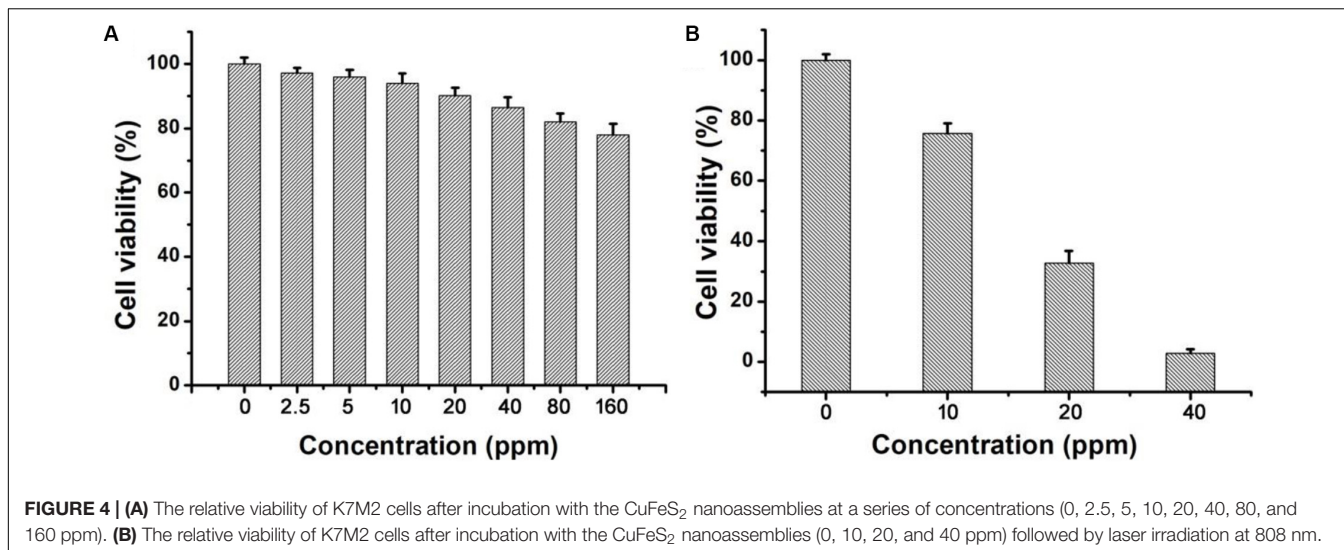 A
100
80
60
40
20
0
Cell viability (%)
0 2.5 5 10 20 40 80 160
Concentration (ppm)
B
100
80
60
40
20
0
Cell viability (%)
0 10 20 40
Concentration (ppm)
FIGURE 4 | (A) The relative viability of K7M2 cells after incubation with the CuFeS₂ nanoassemblies at a series of concentrations (0, 2.5, 5, 10, 20, 40, 80, and
160 ppm). (B) The relative viability of K7M2 cells after incubation with the CuFeS₂ nanoassemblies (0, 10, 20, and 40 ppm) followed by laser irradiation at 808 nm.